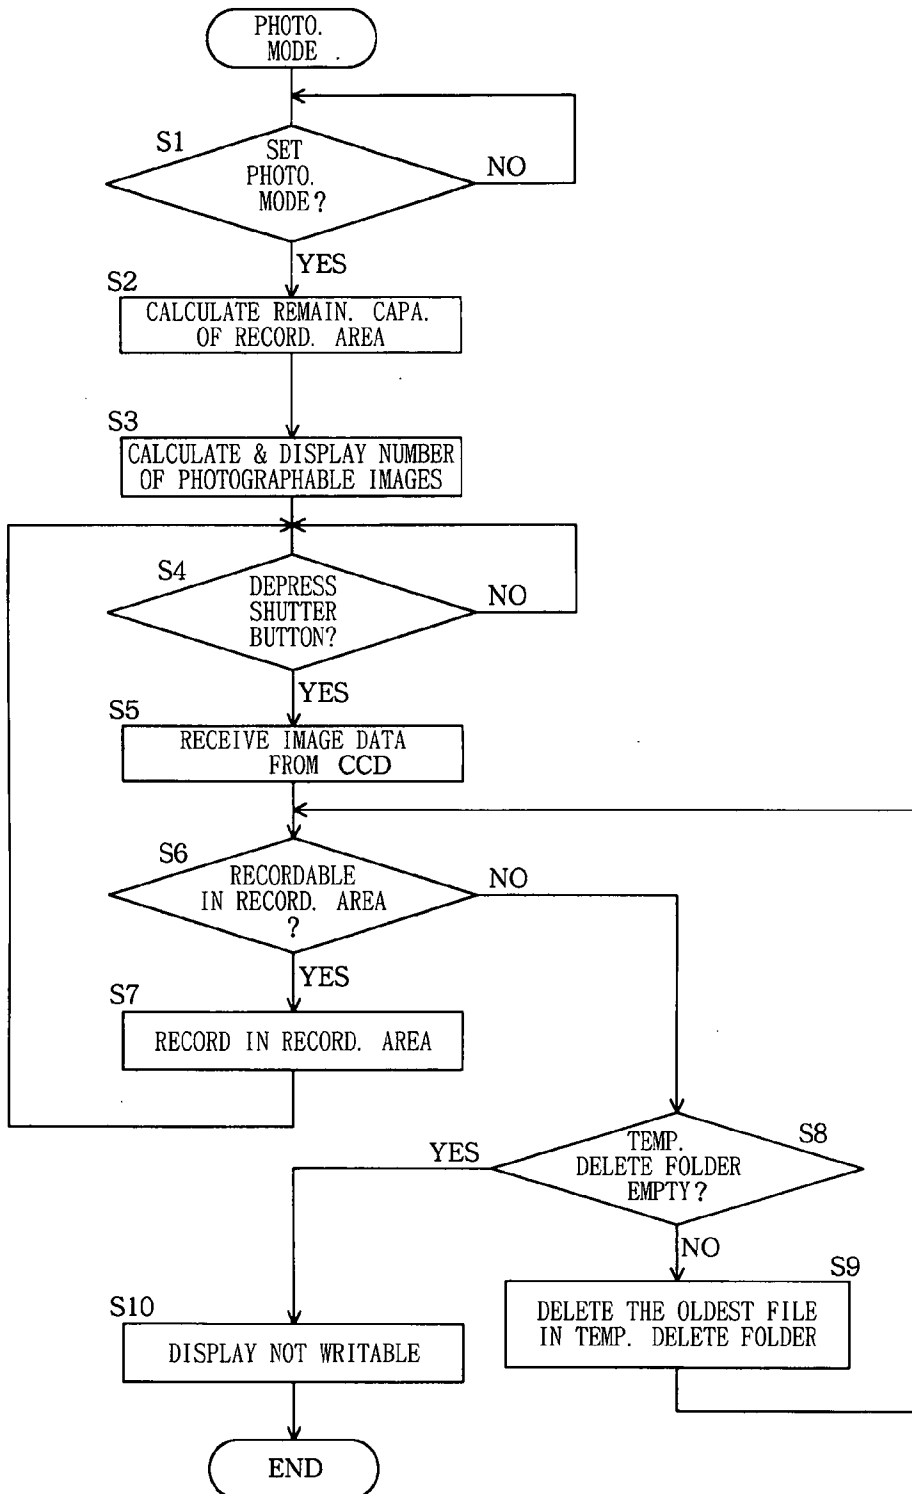 PHOTO.
MODE
S1
SET
PHOTO.
MODE?
NO
YES
S2
CALCULATE REMAIN. CAPA.
OF RECORD. AREA
S3
CALCULATE & DISPLAY NUMBER
OF PHOTOGRAPHABLE IMAGES
S4
DEPRESS
SHUTTER
BUTTON?
NO
YES
S5
RECEIVE IMAGE DATA
FROM CCD
S6
RECORDABLE
IN RECORD. AREA
?
NO
YES
S7
RECORD IN RECORD. AREA
S8
TEMP.
DELETE FOLDER
EMPTY?
YES
NO
S9
DELETE THE OLDEST FILE
IN TEMP. DELETE FOLDER
S10
DISPLAY NOT WRITABLE
END